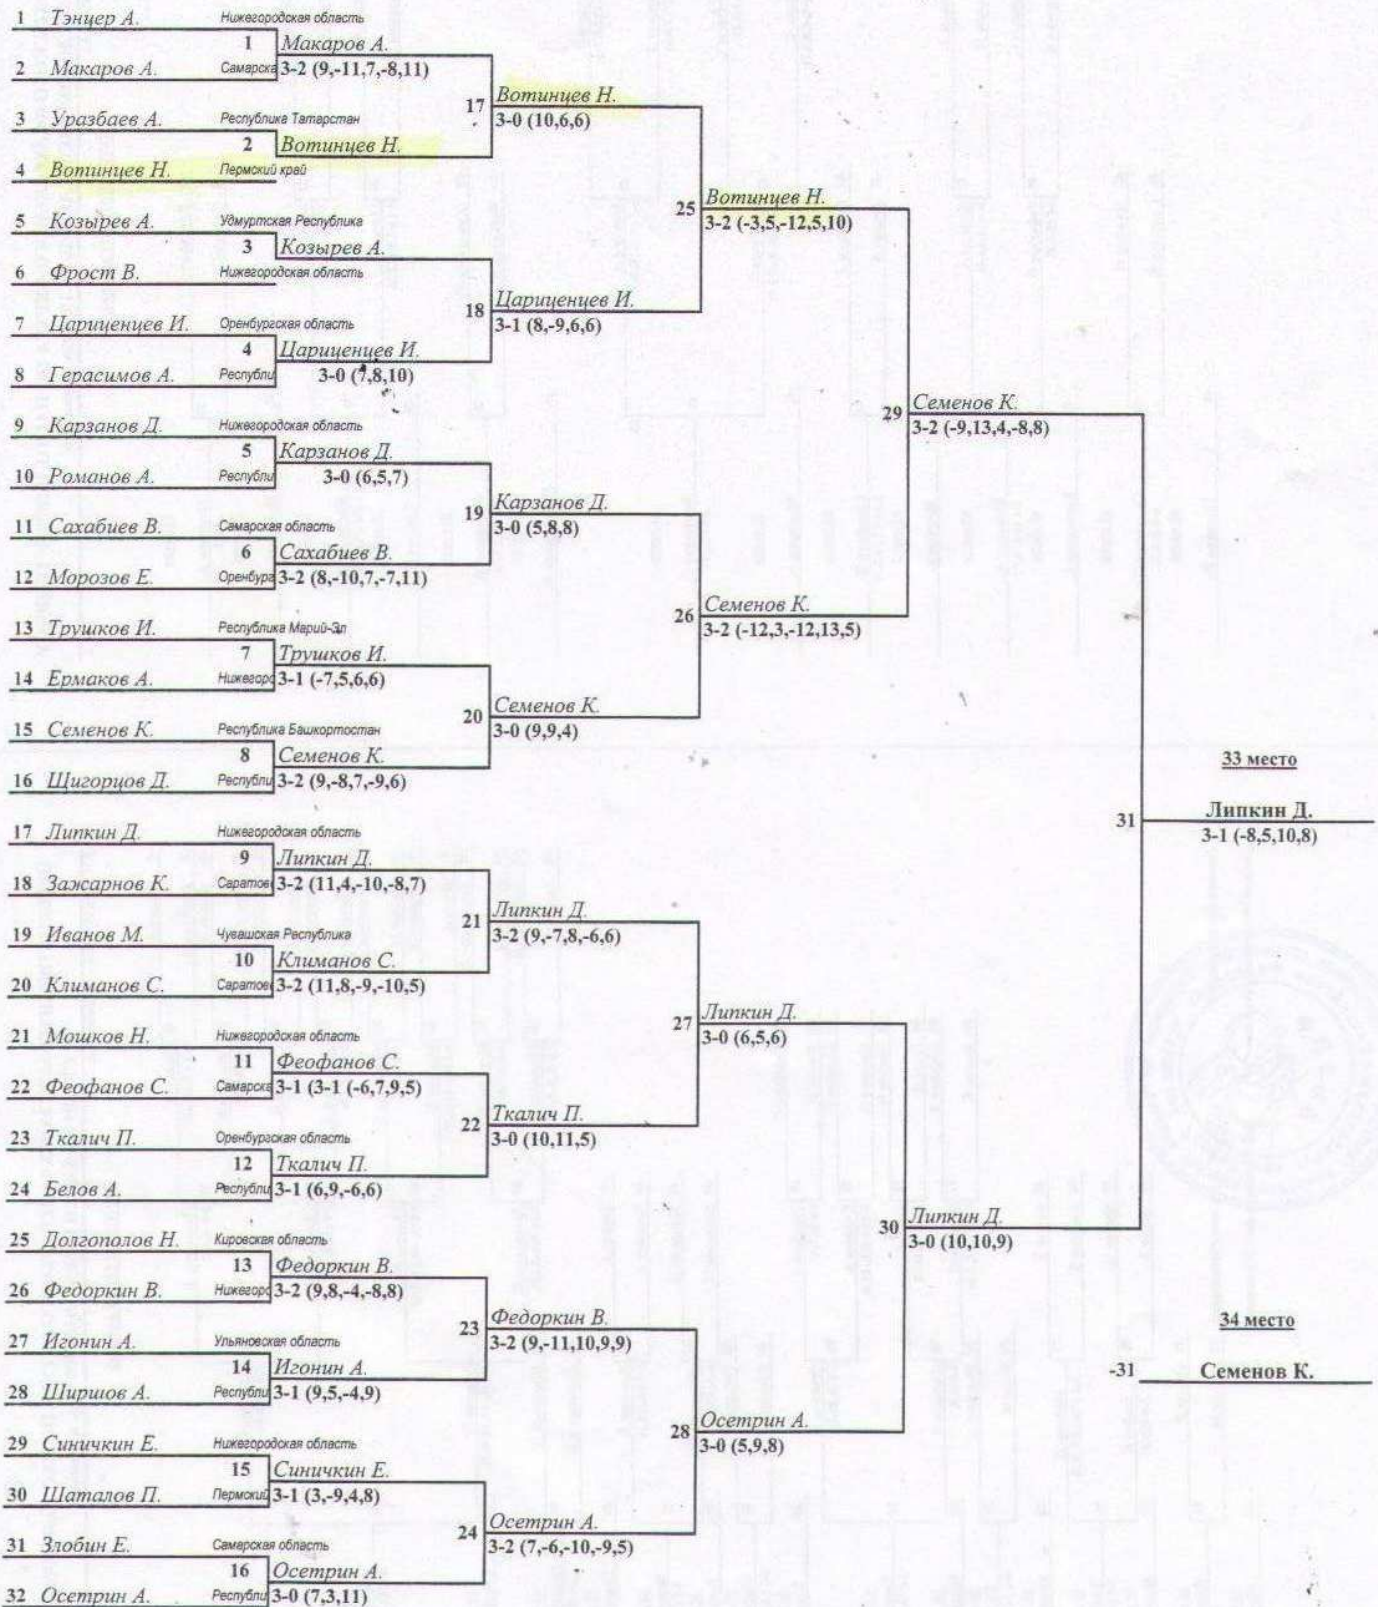 1 Тэнцер А. Нижегородская область
1 Макаров А.
2 Макаров А. Самарска 3-2 (9,-11,7,-8,11)
17 Вотинцев Н.
3-0 (10,6,6)
3 Уразбаев А. Республика Татарстан
2 Вотинцев Н.
4 Вотинцев Н. Пермский край
25 Вотинцев Н.
3-2 (-3,5,-12,5,10)
5 Козырев А. Удмуртская Республика
3 Козырев А.
6 Фрост В. Нижегородская область
18 Цариценцев И.
3-1 (8,-9,6,6)
7 Цариценцев И. Оренбургская область
4 Цариценцев И.
8 Герасимов А. Республи 3-0 (7,8,10)
29 Семенов К.
3-2 (-9,13,4,-8,8)
9 Карзанов Д. Нижегородская область
5 Карзанов Д.
10 Романов А. Республи 3-0 (6,5,7)
19 Карзанов Д.
3-0 (5,8,8)
11 Сахабиев В. Самарская область
6 Сахабиев В.
12 Морозов Е. Оренбург 3-2 (8,-10,7,-7,11)
26 Семенов К.
3-2 (-12,3,-12,13,5)
13 Трушков И. Республика Марий-Эл
7 Трушков И.
14 Ермаков А. Нижегоро 3-1 (-7,5,6,6)
20 Семенов К.
3-0 (9,9,4)
15 Семенов К. Республика Башкортостан
8 Семенов К.
16 Щигорцов Д. Республи 3-2 (9,-8,7,-9,6)
33 место
31 Липкин Д.
3-1 (-8,5,10,8)
17 Липкин Д. Нижегородская область
9 Липкин Д.
18 Зажарнов К. Саратов 3-2 (11,4,-10,-8,7)
21 Липкин Д.
3-2 (9,-7,8,-6,6)
19 Иванов М. Чувашская Республика
10 Климанов С.
20 Климанов С. Саратов 3-2 (11,8,-9,-10,5)
27 Липкин Д.
3-0 (6,5,6)
21 Мошков Н. Нижегородская область
11 Феофанов С.
22 Феофанов С. Самарска 3-1 (3-1 (-6,7,9,5)
22 Ткалич П.
3-0 (10,11,5)
23 Ткалич П. Оренбургская область
12 Ткалич П.
24 Белов А. Республи 3-1 (6,9,-6,6)
30 Липкин Д.
3-0 (10,10,9)
25 Долгополов Н. Кировская область
13 Федоркин В.
26 Федоркин В. Нижегоро 3-2 (9,8,-4,-8,8)
23 Федоркин В.
3-2 (9,-11,10,9,9)
34 место
-31 Семенов К.
27 Игонин А. Ульяновская область
14 Игонин А.
28 Ширшов А. Республи 3-1 (9,5,-4,9)
28 Осетрин А.
3-0 (5,9,8)
29 Синичкин Е. Нижегородская область
15 Синичкин Е.
30 Шаталов П. Пермский 3-1 (3,-9,4,8)
24 Осетрин А.
3-2 (7,-6,-10,-9,5)
31 Злобин Е. Самарская область
16 Осетрин А.
32 Осетрин А. Республи 3-0 (7,3,11)